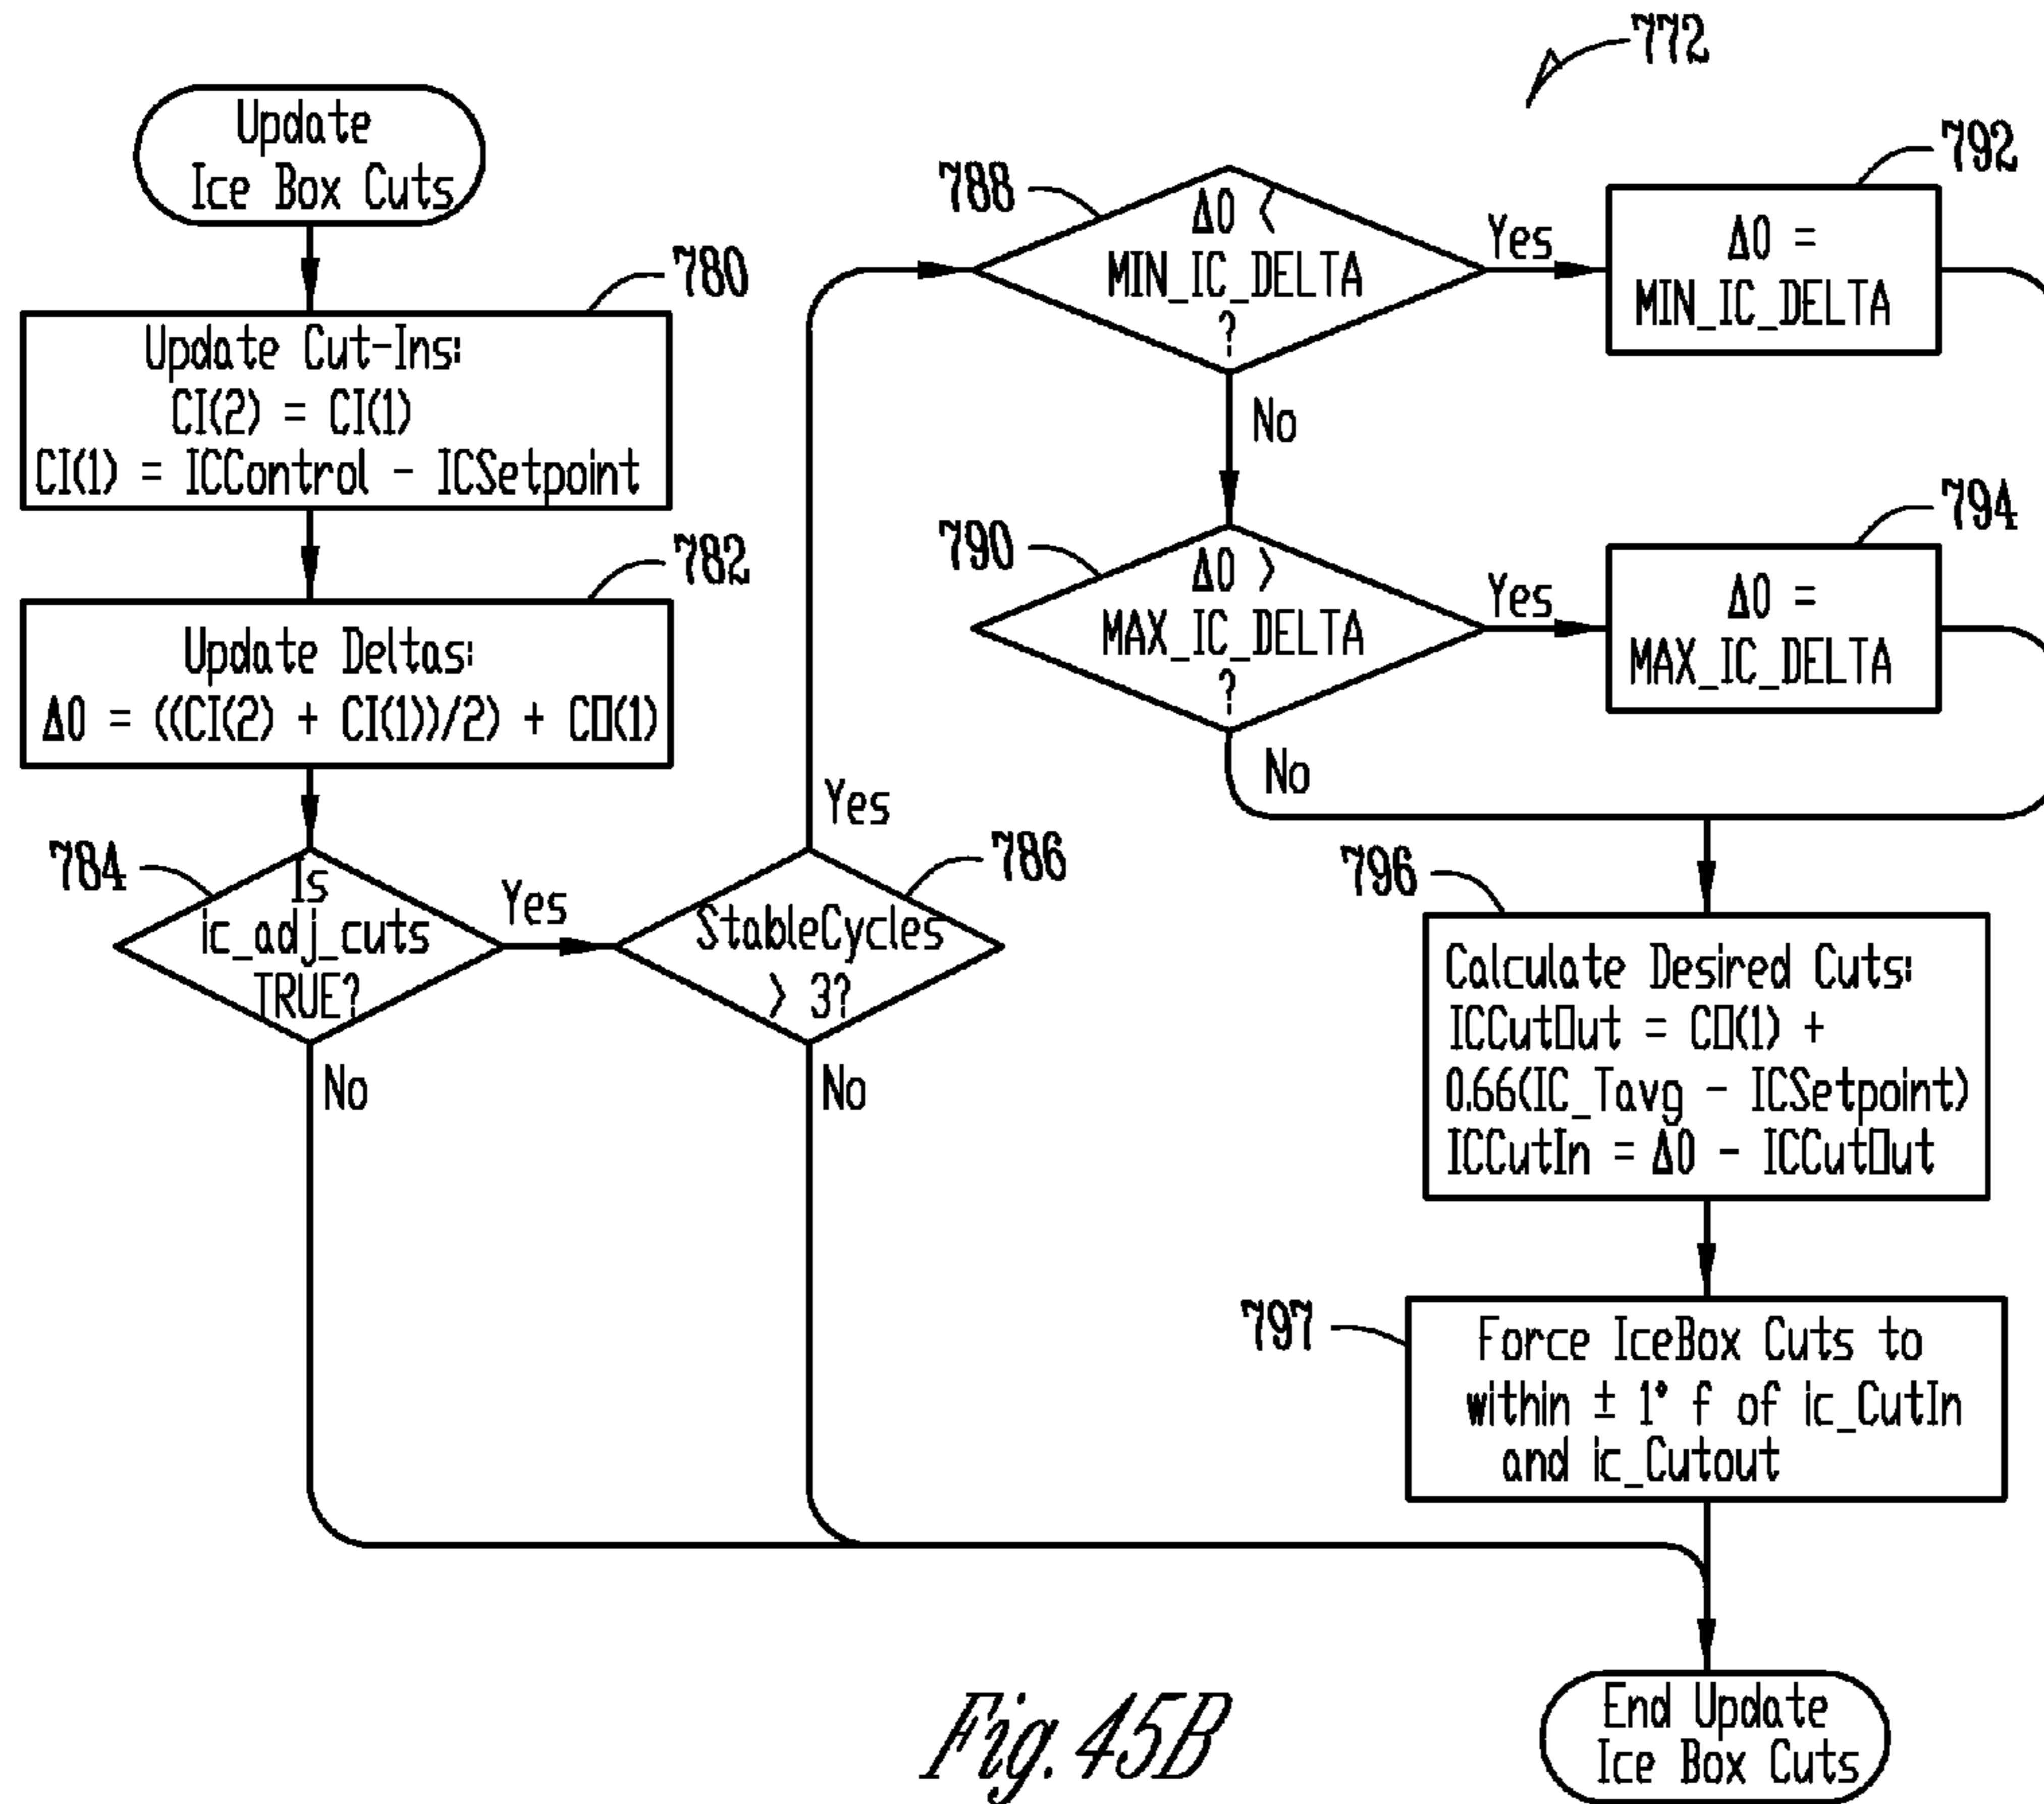 772
Update
Ice Box Cuts
780
Update Cut-Ins:
CI(2) = CI(1)
CI(1) = ICControl - ICSetpoint
782
Update Deltas:
Δ0 = ((CI(2) + CI(1))/2) + CO(1)
784
Is
ic_adj_cuts
TRUE?
Yes
No
786
StableCycles
> 3?
Yes
No
788
Δ0 <
MIN_IC_DELTA
?
Yes
No
792
Δ0 =
MIN_IC_DELTA
790
Δ0 >
MAX_IC_DELTA
?
Yes
No
794
Δ0 =
MAX_IC_DELTA
796
Calculate Desired Cuts:
ICCutOut = CO(1) +
0.66(IC_Tavg - ICSetpoint)
ICCutIn = Δ0 - ICCutOut
797
Force IceBox Cuts to
within ± 1° f of ic_CutIn
and ic_Cutout
End Update
Ice Box Cuts
Fig. 45B